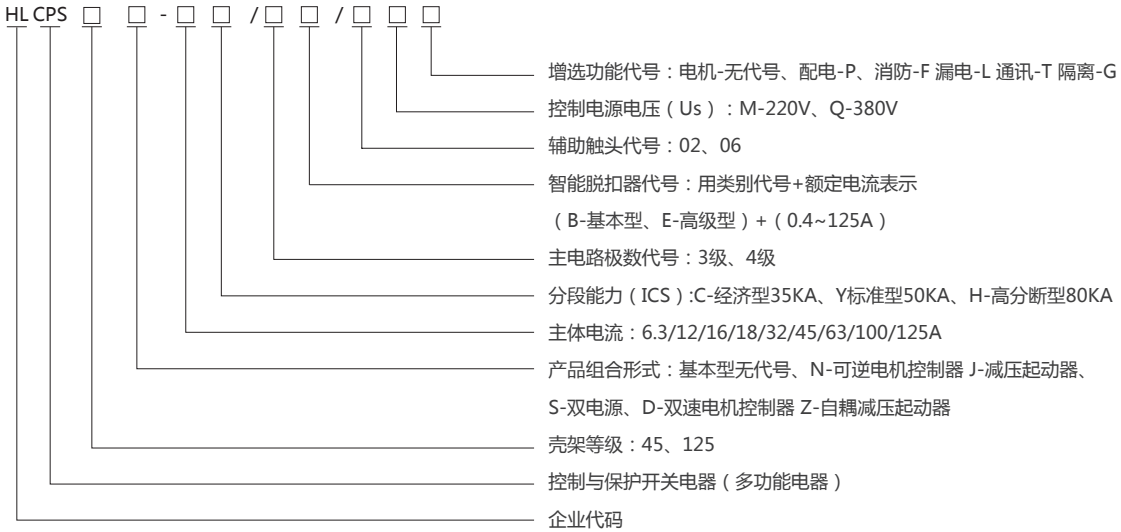 HL CPS □ □ - □ □ / □ □ / □ □ □
增选功能代号：电机-无代号、配电-P、消防-F 漏电-L 通讯-T 隔离-G
控制电源电压（Us）：M-220V、Q-380V
辅助触头代号：02、06
智能脱扣器代号：用类别代号+额定电流表示
（B-基本型、E-高级型）+（0.4~125A）
主电路极数代号：3级、4级
分段能力（ICS）:C-经济型35KA、Y标准型50KA、H-高分断型80KA
主体电流：6.3/12/16/18/32/45/63/100/125A
产品组合形式：基本型无代号、N-可逆电机控制器 J-减压起动器、
S-双电源、D-双速电机控制器 Z-自耦减压起动器
壳架等级：45、125
控制与保护开关电器（多功能电器）
企业代码